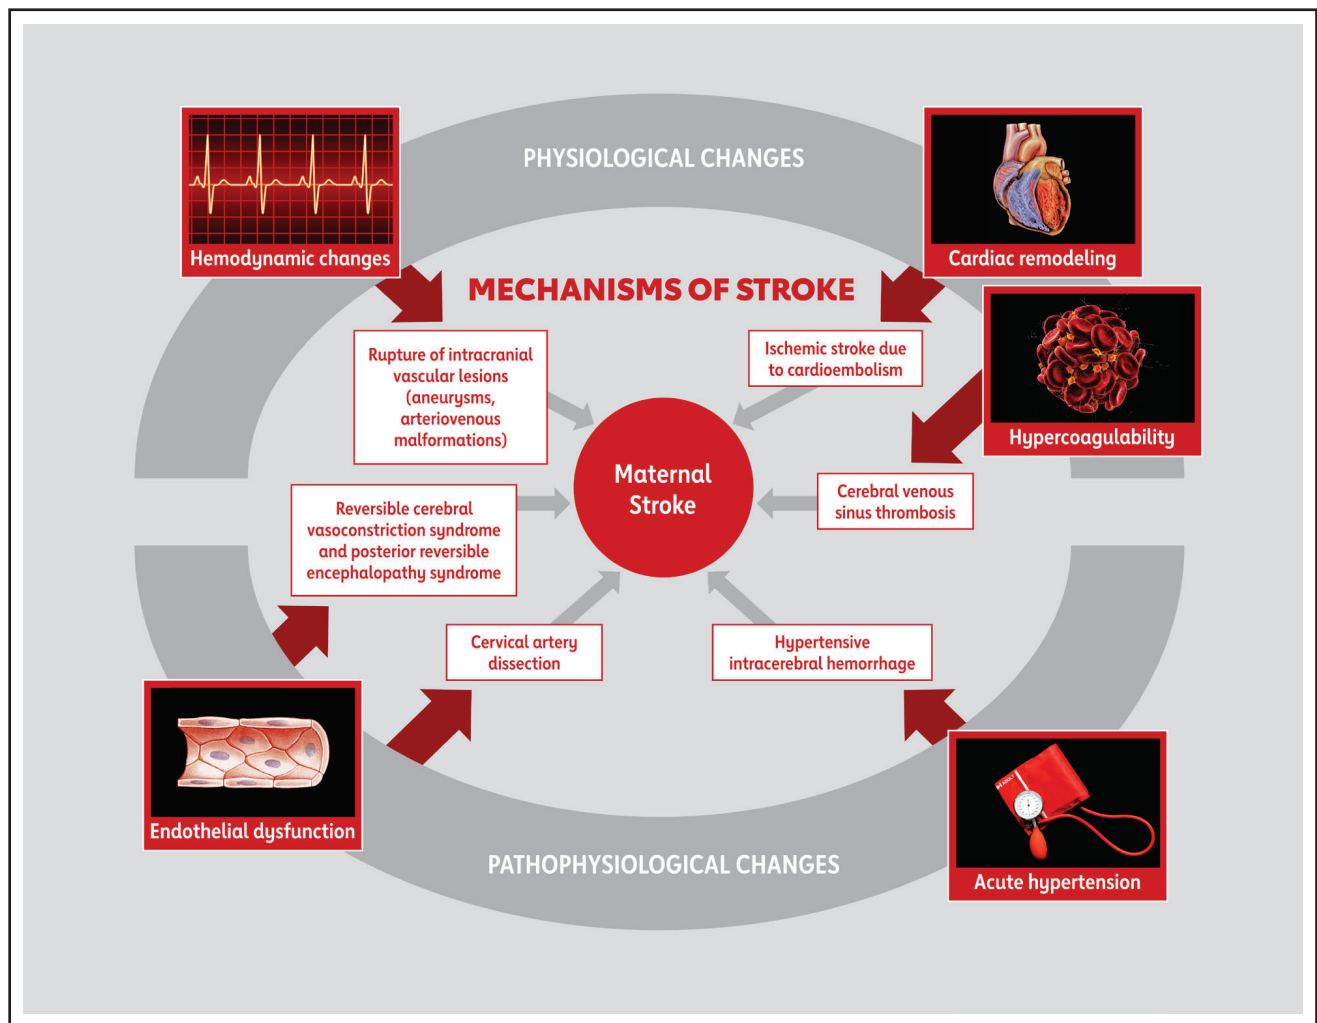 PHYSIOLOGICAL CHANGES
Hemodynamic changes
Cardiac remodeling
MECHANISMS OF STROKE
Rupture of intracranial
vascular lesions
(aneurysms,
arteriovenous
malformations)
Ischemic stroke due
to cardioembolism
Hypercoagulability
Maternal
Stroke
Reversible cerebral
vasoconstriction syndrome
and posterior reversible
encephalopathy syndrome
Cerebral venous
sinus thrombosis
Cervical artery
dissection
Hypertensive
intracerebral hemorrhage
Endothelial dysfunction
ADULT
Acute hypertension
PATHOPHYSIOLOGICAL CHANGES